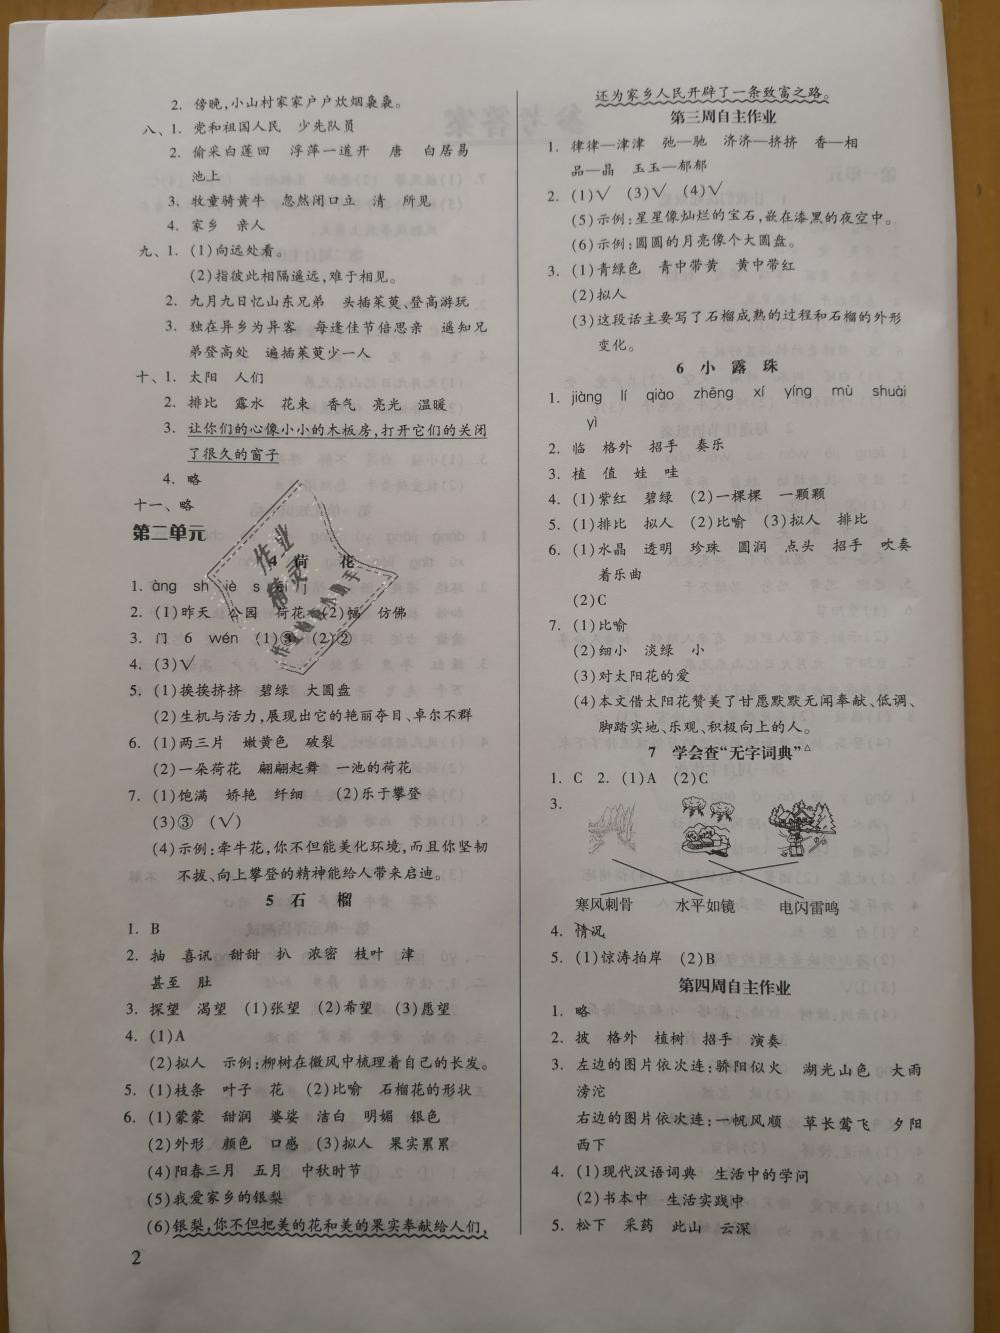 2. 傍晚,小山村家家户户炊烟袅袅。
八、1. 党和祖国人民 少先队员
2. 偷采白莲回 浮萍一道开 唐 白居易
池上
3. 牧童骑黄牛 忽然闭口立 清 所见
4. 家乡 亲人
九、1. (1)向远处看。
(2)指彼此相隔遥远,难于相见。
2. 九月九日忆山东兄弟 头插茱萸、登高游玩
3. 独在异乡为异客 每逢佳节倍思亲 遥知兄
弟登高处 遍插茱萸少一人
十、1. 太阳 人们
2. 排比 露水 花束 香气 亮光 温暖
3. 让你们的心像小小的木板房,打开它们的关闭
了很久的窗子
4. 略
十一、略
第二单元
4 荷 花
1. àng sh iè s
2. (1)昨天 公园 荷花 (2)幅 仿佛
3. 门 6 wén (1)③ (2)②
4. (3)√
5. (1)挨挨挤挤 碧绿 大圆盘
(2)生机与活力,展现出它的艳丽夺目、卓尔不群
6. (1)两三片 嫩黄色 破裂
(2)一朵荷花 翩翩起舞 一池的荷花
7. (1)饱满 娇艳 纤细 (2)乐于攀登
(3)③ (√)
(4)示例:牵牛花,你不但能美化环境,而且你坚韧
不拔、向上攀登的精神能给人带来启迪。
5 石 榴
1. B
2. 抽 喜讯 甜甜 扒 浓密 枝叶 津
甚至 肚
3. 探望 渴望 (1)张望 (2)希望 (3)愿望
4. (1)A
(2)拟人 示例:柳树在微风中梳理着自己的长发。
5. (1)枝条 叶子 花 (2)比喻 石榴花的形状
6. (1)蒙蒙 甜润 婆娑 洁白 明媚 银色
(2)外形 颜色 口感 (3)拟人 果实累累
(4)阳春三月 五月 中秋时节
(5)我爱家乡的银梨
(6)银梨,你不但把美的花和美的果实奉献给人们,
2
还为家乡人民开辟了一条致富之路。
第三周自主作业
1. 律律—津津 弛—驰 济济—挤挤 香—相
品—晶 玉玉—郁郁
2. (1)√ (3)√ (4)√
(5)示例:星星像灿烂的宝石,嵌在漆黑的夜空中。
(6)示例:圆圆的月亮像个大圆盘。
3. (1)青绿色 青中带黄 黄中带红
(2)拟人
(3)这段话主要写了石榴成熟的过程和石榴的外形
变化。
6 小 露 珠
1. jiàng lí qiào zhēng xí yíng mù shuài
yì
2. 临 格外 招手 奏乐
3. 植 值 娃 哇
4. (1)紫红 碧绿 (2)一棵棵 一颗颗
5. (1)排比 拟人 (2)比喻 (3)拟人 排比
6. (1)水晶 透明 珍珠 圆润 点头 招手 吹奏
着乐曲
(2)C
7. (1)比喻
(2)细小 淡绿 小
(3)对太阳花的爱
(4)本文借太阳花赞美了甘愿默默无闻奉献、低调、
脚踏实地、乐观、积极向上的人。
7 学会查“无字词典”△
1. C 2. (1)A (2)C
3.
寒风刺骨 水平如镜 电闪雷鸣
4. 情况
5. (1)惊涛拍岸 (2)B
第四周自主作业
1. 略
2. 披 格外 植树 招手 演奏
3. 左边的图片依次连:骄阳似火 湖光山色 大雨
滂沱
右边的图片依次连:一帆风顺 草长莺飞 夕阳
西下
4. (1)现代汉语词典 生活中的学问
(2)书本中 生活实践中
5. 松下 采药 此山 云深